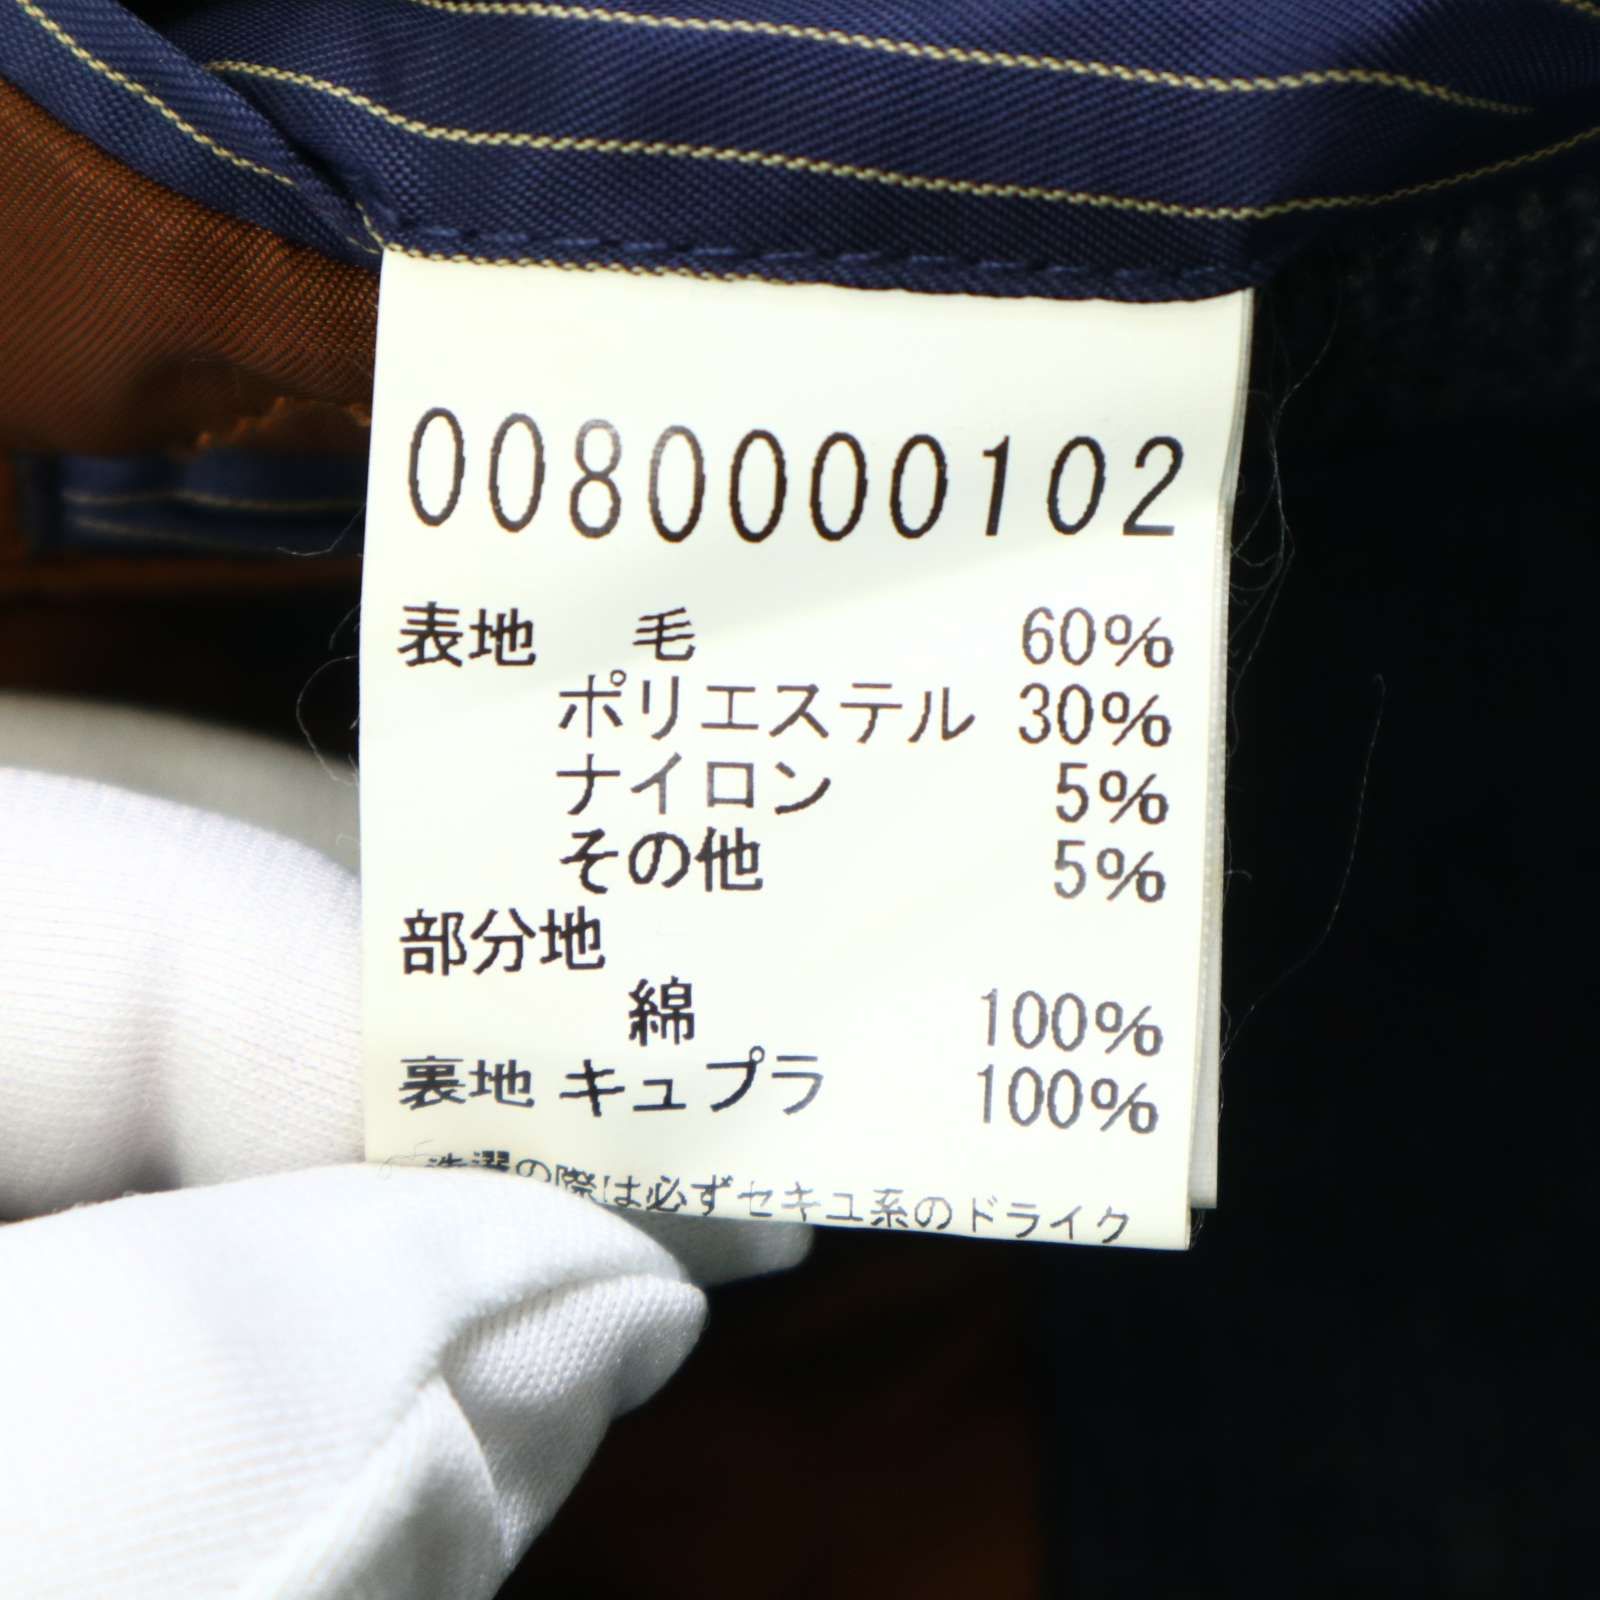 0080000102
表地 毛 60%
ポリエステル 30%
ナイロン 5%
その他 5%
部分地
綿 100%
裏地 キュプラ 100%
洗濯の際は必ずセキユ系のドライク